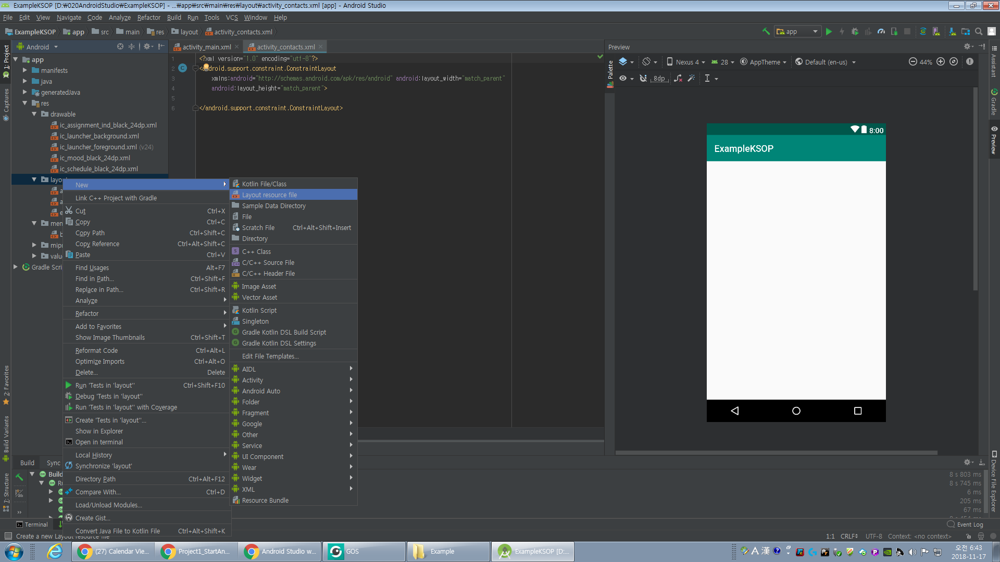 ExampleKSOP [D:₩020AndroidStudio₩ExampleKSOP] - ...₩app₩src₩main₩res₩layout₩activity_contacts.xml [app] - Android Studio
File Edit View Navigate Code Analyze Refactor Build Run Tools VCS Window Help
ExampleKSOP app src main res layout activity_contacts.xml
app
Android
activity_main.xml
activity_contacts.xml
Preview
1: Project
Captures
2: Favorites
Build Variants
7: Structure
app
manifests
java
generatedJava
res
drawable
ic_assignment_ind_black_24dp.xml
ic_launcher_background.xml
ic_launcher_foreground.xml (v24)
ic_mood_black_24dp.xml
ic_schedule_black_24dp.xml
layou
a
a
e
men
b
mip
valu
Gradle Scri
1 <?xml version="1.0" encoding="utf-8"?>
2 <android.support.constraint.ConstraintLayout
3 xmlns:android="http://schemas.android.com/apk/res/android" android:layout_width="match_parent"
4 android:layout_height="match_parent">
5
6 </android.support.constraint.ConstraintLayout>
C
New
Link C++ Project with Gradle
Cut Ctrl+X
Copy Ctrl+C
Copy Path Ctrl+Shift+C
Copy Reference Ctrl+Alt+Shift+C
Paste Ctrl+V
Find Usages Alt+F7
Find in Path... Ctrl+Shift+F
Replace in Path... Ctrl+Shift+R
Analyze
Refactor
Add to Favorites
Show Image Thumbnails Ctrl+Shift+T
Reformat Code Ctrl+Alt+L
Optimize Imports Ctrl+Alt+O
Delete... Delete
Run 'Tests in 'layout'' Ctrl+Shift+F10
Debug 'Tests in 'layout''
Run 'Tests in 'layout'' with Coverage
Create 'Tests in 'layout''...
Show in Explorer
Open in terminal
Local History
Synchronize 'layout'
Directory Path Ctrl+Alt+F12
Compare With... Ctrl+D
Load/Unload Modules...
Create Gist...
Convert Java File to Kotlin File Ctrl+Alt+Shift+K
Kotlin File/Class
Layout resource file
Sample Data Directory
File
Scratch File Ctrl+Alt+Shift+Insert
Directory
C++ Class
C/C++ Source File
C/C++ Header File
Image Asset
Vector Asset
Kotlin Script
Singleton
Gradle Kotlin DSL Build Script
Gradle Kotlin DSL Settings
Edit File Templates...
AIDL
Activity
Android Auto
Folder
Fragment
Google
Other
Service
UI Component
Wear
Widget
XML
Resource Bundle
Palette
Nexus 4 28 AppTheme Default (en-us) 44%
8dp
8:00
ExampleKSOP
Assistant
Gradle
Preview
Device File Explorer
Build Sync
Build
Ru
8 s 803 ms
8 s 745 ms
6 ms
205 ms
67 ms
Terminal
Event Log
Create a new Layout resource file
1:1 CRLF UTF-8 Context: <no context>
(27) Calendar Vie...
Project1_StartAn...
Android Studio w...
GOS
Example
ExampleKSOP [D:...
A 漢
오전 6:43
2018-11-17